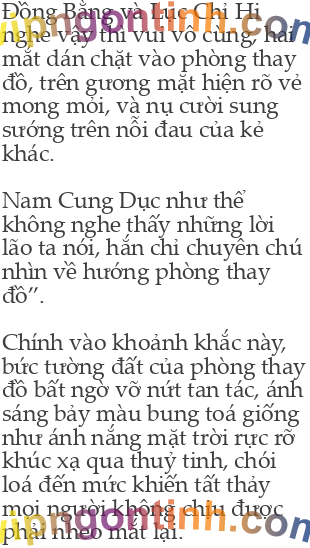 Đồng Bằng và Lục Chỉ Hi
nghe vậy thì vui vô cùng, hai
mắt dán chặt vào phòng thay
đồ, trên gương mặt hiện rõ vẻ
mong mỏi, và nụ cười sung
sướng trên nỗi đau của kẻ
khác.
Nam Cung Dục như thể
không nghe thấy những lời
lão ta nói, hắn chỉ chuyên chú
nhìn về hướng phòng thay
đồ”.
Chính vào khoảnh khắc này,
bức tường đất của phòng thay
đồ bất ngờ vỡ nứt tan tác, ánh
sáng bảy màu bung toá giống
như ánh nắng mặt trời rực rỡ
khúc xạ qua thuỷ tinh, chói
loá đến mức khiến tất thảy
mọi người không chịu được
phải nheo mắt lại.
vipngontinh.com
vipngontinh.com